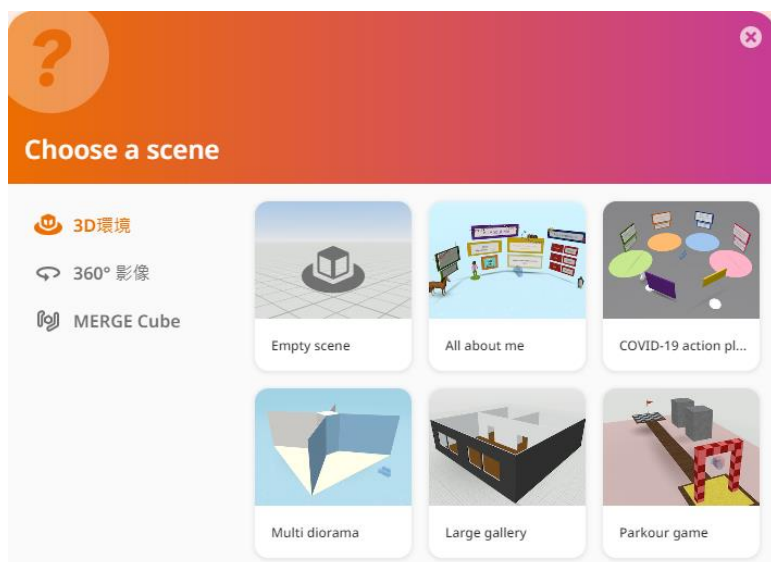 ?
Choose a scene
3D環境
360° 影像
MERGE Cube
Empty scene
All about me
COVID-19 action pl...
Multi diorama
Large gallery
Parkour game